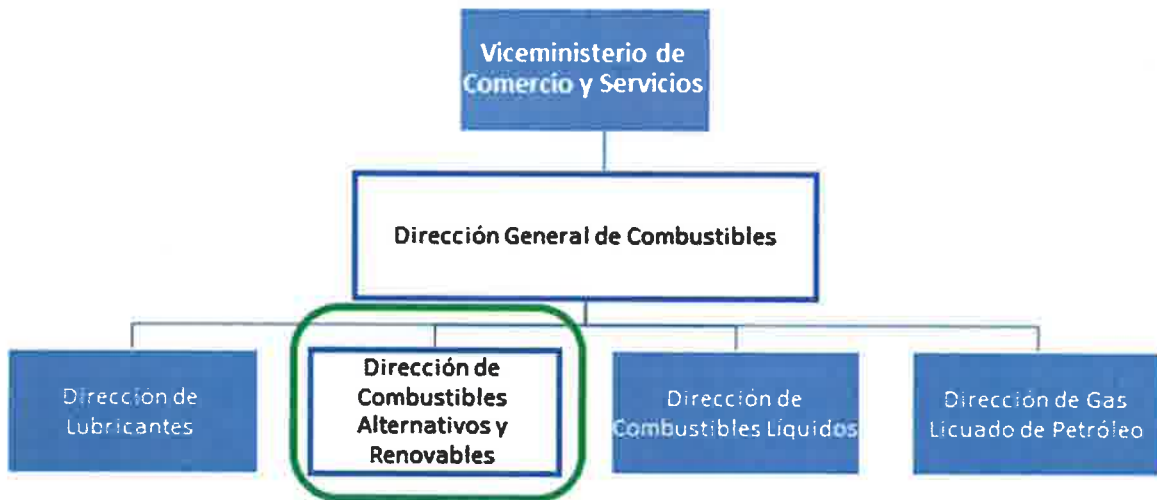 Viceministerio de
Comercio y Servicios
Dirección General de Combustibles
Dirección de
Lubricantes
Dirección de
Combustibles
Alternativos y
Renovables
Dirección de
Combustibles Líquidos
Dirección de Gas
Licuado de Petróleo